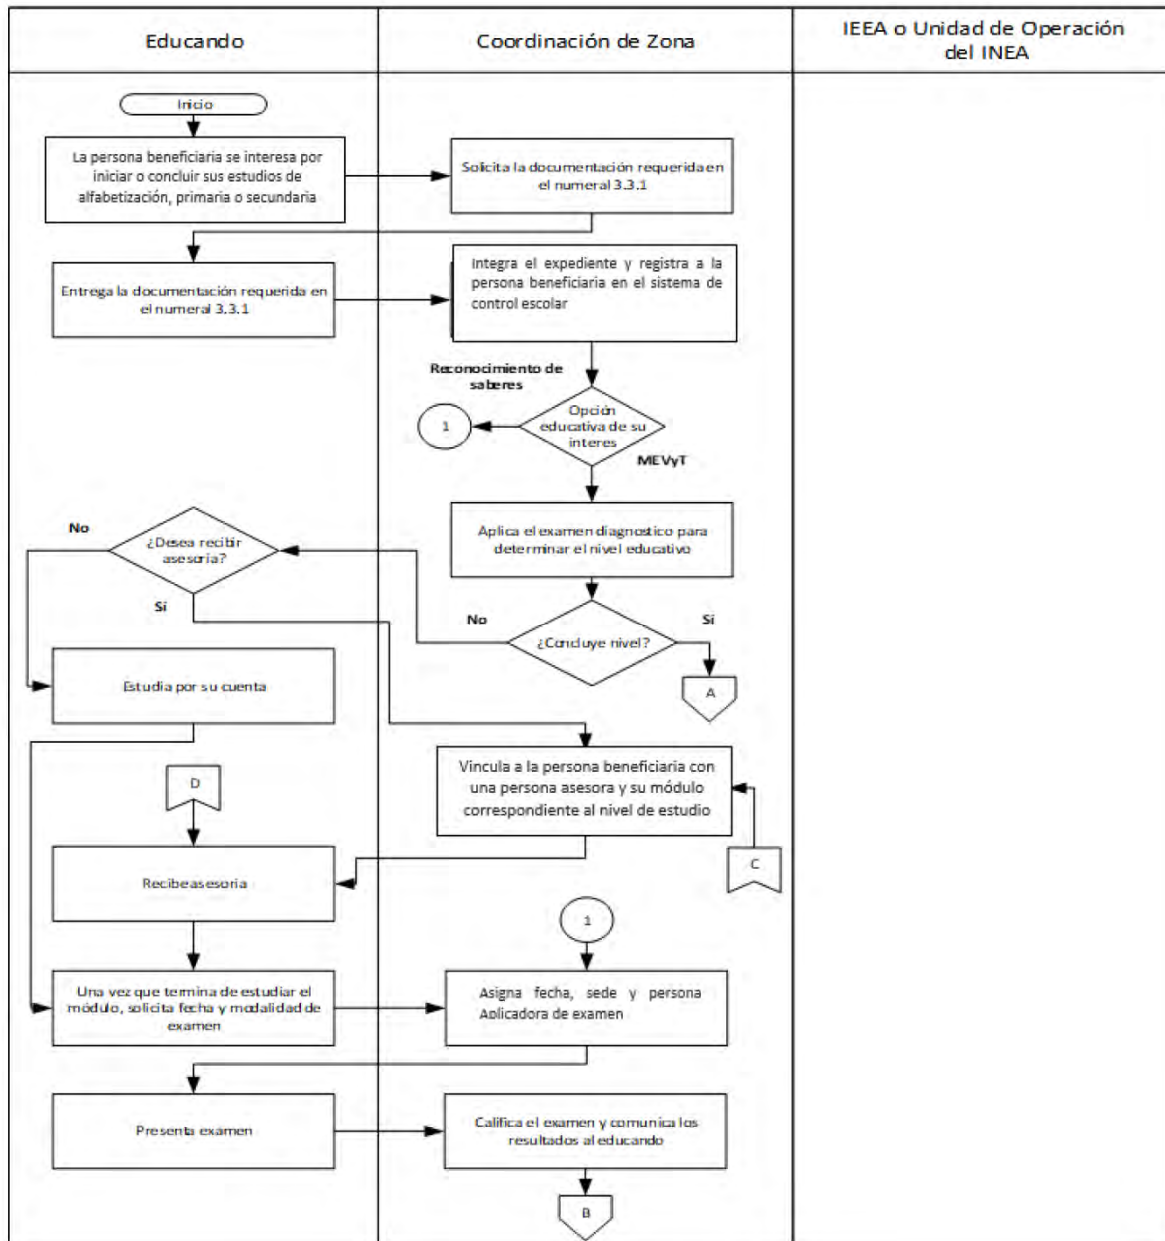 Educando
Coordinación de Zona
IEEA o Unidad de Operación
del INEA
Inicio
La persona beneficiaria se interesa por
iniciar o concluir sus estudios de
alfabetización, primaria o secundaria
Solicita la documentación requerida en
el numeral 3.3.1
Entrega la documentación requerida en
el numeral 3.3.1
Integra el expediente y registra a la
persona beneficiaria en el sistema de
control escolar
Reconocimiento de
saberes
1
Opción
educativa de su
interes
MEVyT
Aplica el examen diagnostico para
determinar el nivel educativo
No
¿Desea recibir
asesoria?
Sí
No
¿Concluye nivel?
Sí
A
Estudia por su cuenta
Vincula a la persona beneficiaria con
una persona asesora y su módulo
correspondiente al nivel de estudio
D
C
Recibe asesoria
1
Una vez que termina de estudiar el
módulo, solicita fecha y modalidad de
examen
Asigna fecha, sede y persona
Aplicadora de examen
Presenta examen
Califica el examen y comunica los
resultados al educando
B